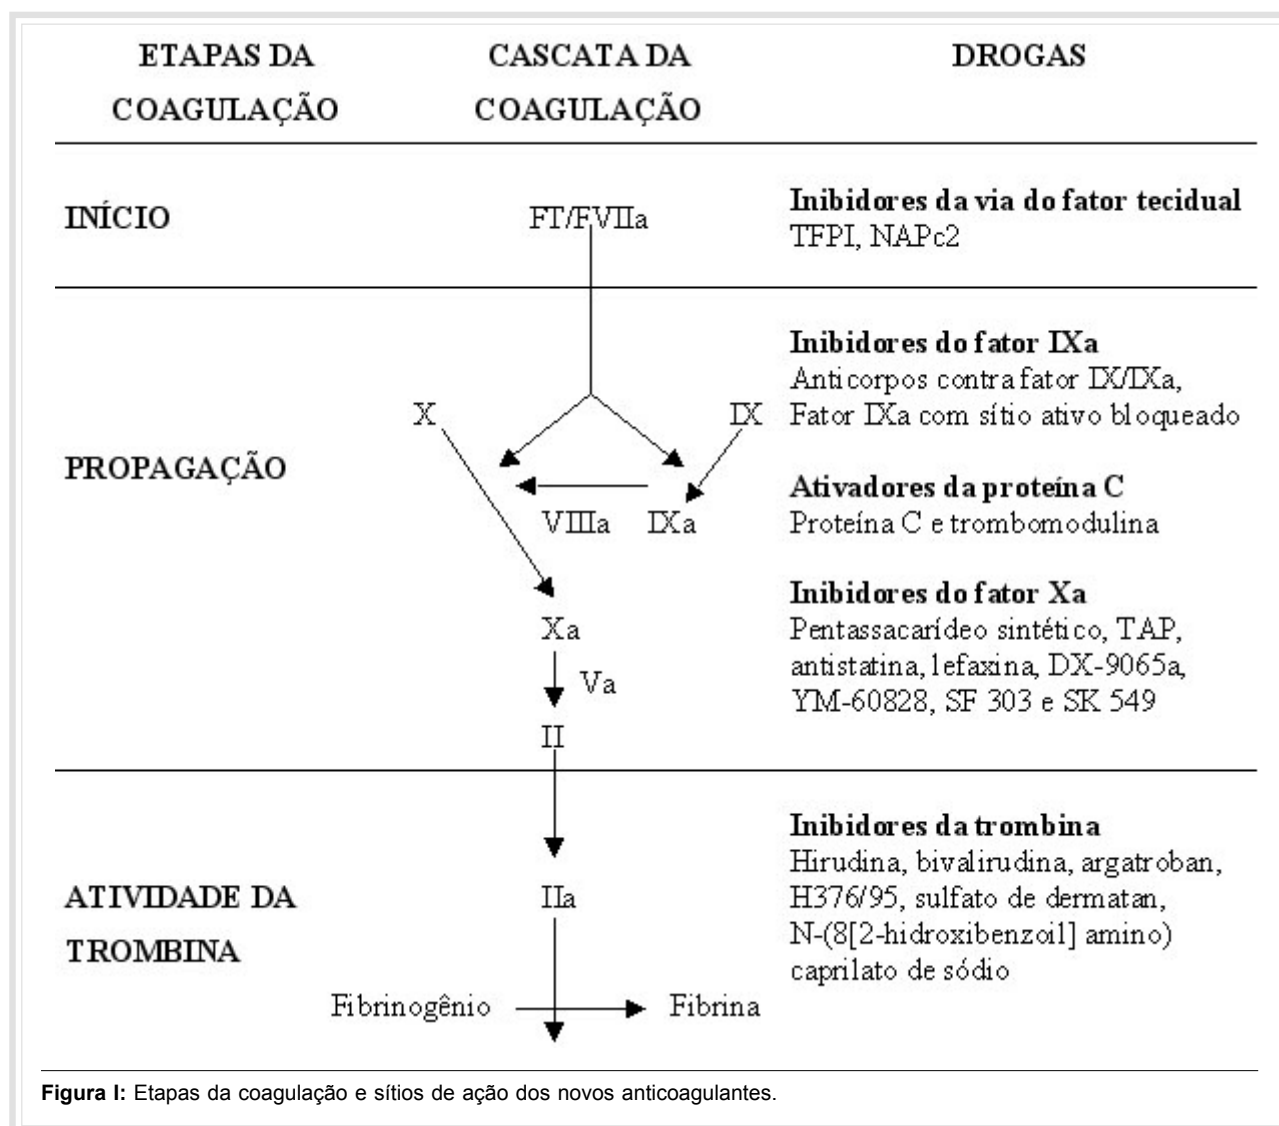 ETAPAS DA
COAGULAÇÃO
CASCATA DA
COAGULAÇÃO
DROGAS
INÍCIO
FT/FVIIa
Inibidores da via do fator tecidual
TFPI, NAPc2
PROPAGAÇÃO
X
IX
VIIIa
IXa
Xa
Va
II
Inibidores do fator IXa
Anticorpos contra fator IX/IXa,
Fator IXa com sítio ativo bloqueado
Ativadores da proteína C
Proteína C e trombomodulina
Inibidores do fator Xa
Pentassacarídeo sintético, TAP,
antistatina, lefaxina, DX-9065a,
YM-60828, SF 303 e SK 549
ATIVIDADE DA
TROMBINA
IIa
Fibrinogênio
Fibrina
Inibidores da trombina
Hirudina, bivalirudina, argatroban,
H376/95, sulfato de dermatan,
N-(8[2-hidroxibenzoil] amino)
caprilato de sódio
Figura I: Etapas da coagulação e sítios de ação dos novos anticoagulantes.